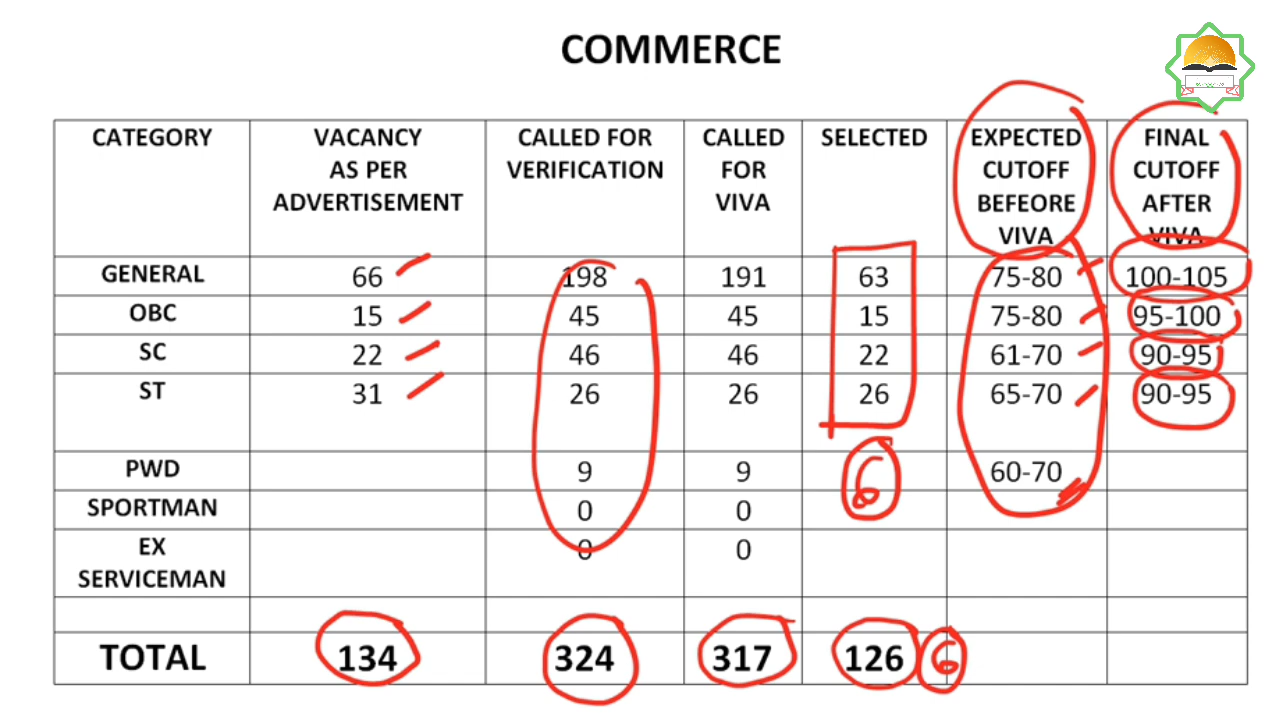 COMMERCE
CATEGORY VACANCY AS PER ADVERTISEMENT CALLED FOR VERIFICATION CALLED FOR VIVA SELECTED EXPECTED CUTOFF BEFEORE VIVA FINAL CUTOFF AFTER VIVA
GENERAL 66 198 191 63 75-80 100-105
OBC 15 45 45 15 75-80 95-100
SC 22 46 46 22 61-70 90-95
ST 31 26 26 26 65-70 90-95
PWD 9 9 6 60-70
SPORTMAN 0 0
EX SERVICEMAN 0 0
TOTAL 134 324 317 126 6